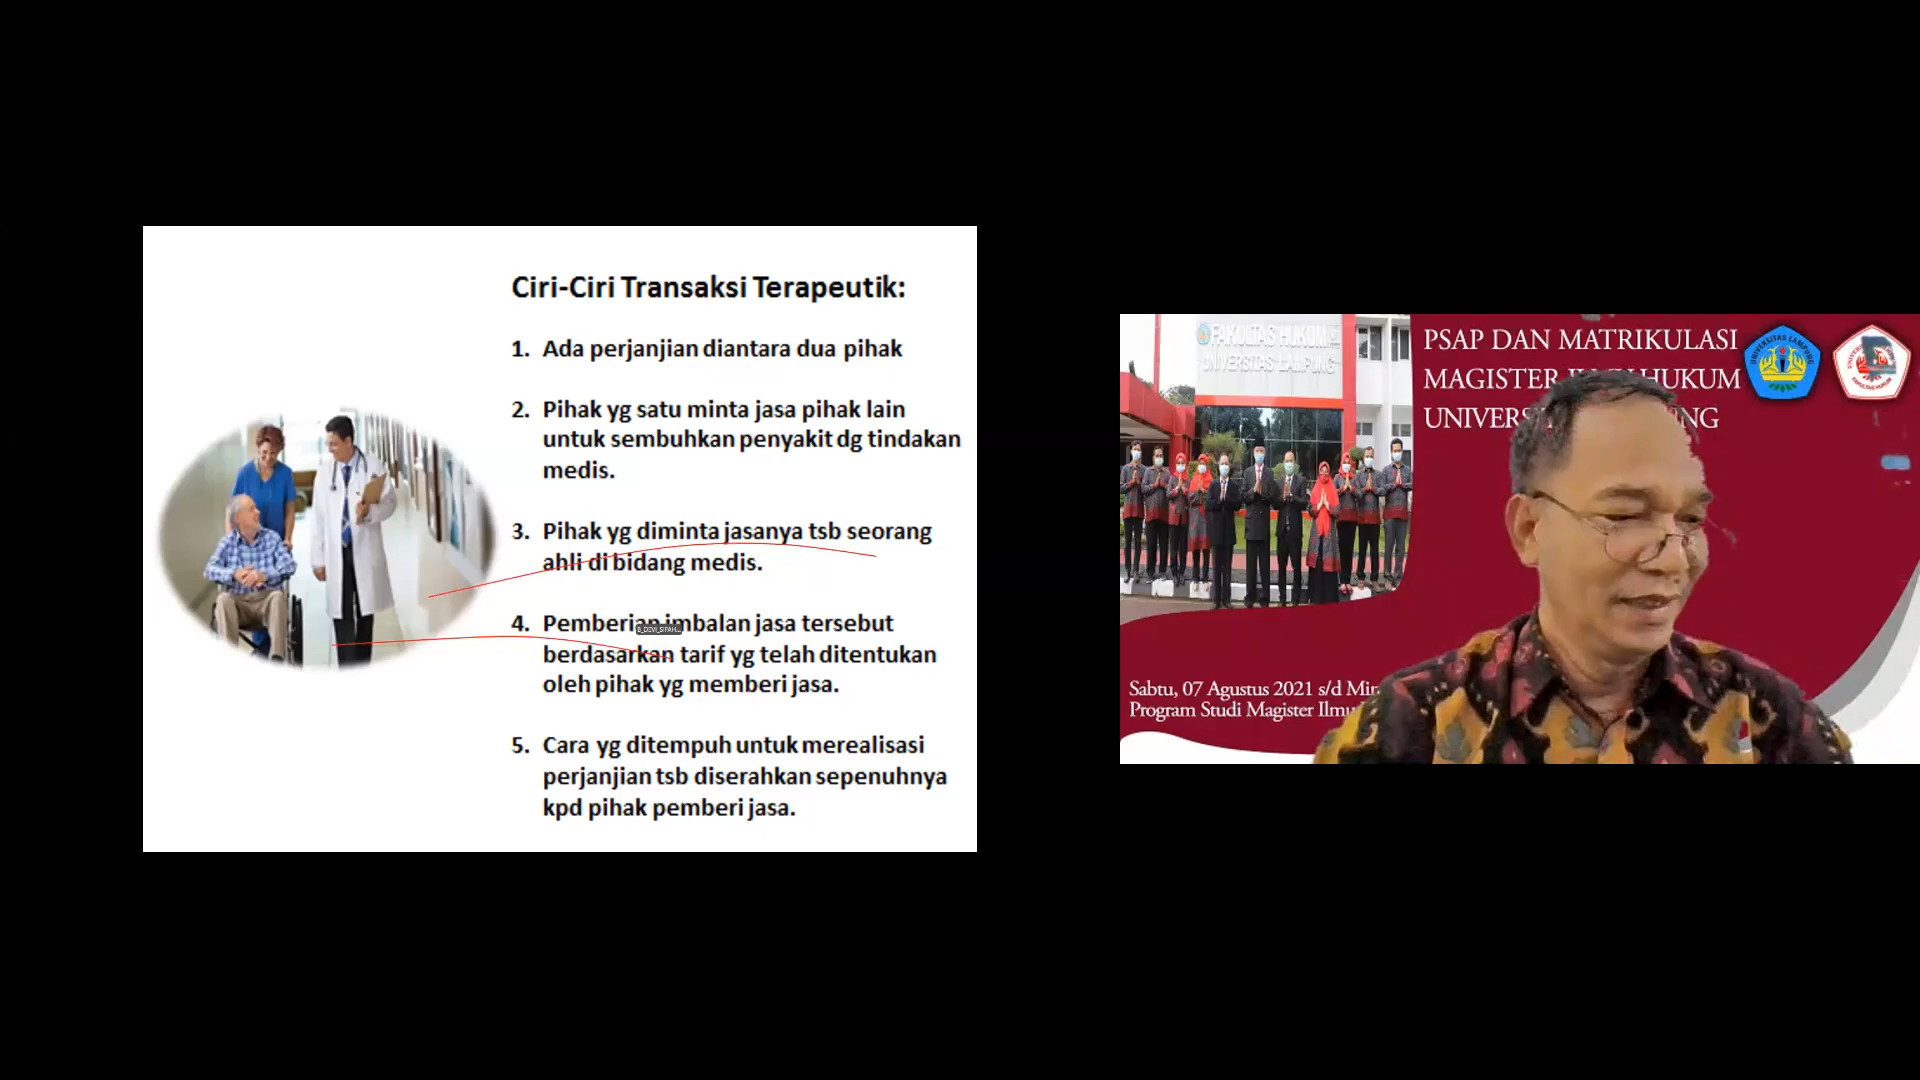 Ciri-Ciri Transaksi Terapeutik:
1. Ada perjanjian diantara dua pihak
2. Pihak yg satu minta jasa pihak lain
untuk sembuhkan penyakit dg tindakan
medis.
3. Pihak yg diminta jasanya tsb seorang
ahli di bidang medis.
4. Pemberian imbalan jasa tersebut
berdasarkan tarif yg telah ditentukan
oleh pihak yg memberi jasa.
5. Cara yg ditempuh untuk merealisasi
perjanjian tsb diserahkan sepenuhnya
kpd pihak pemberi jasa.
FAKULTAS HUKUM
UNIVERSITAS LAMPUNG
PSAP DAN MATRIKULASI
MAGISTER HUKUM
UNIVERSITAS LAMPUNG
FAKULTAS HUKUM
Sabtu, 07 Agustus 2021 s/d
Program Studi Magister